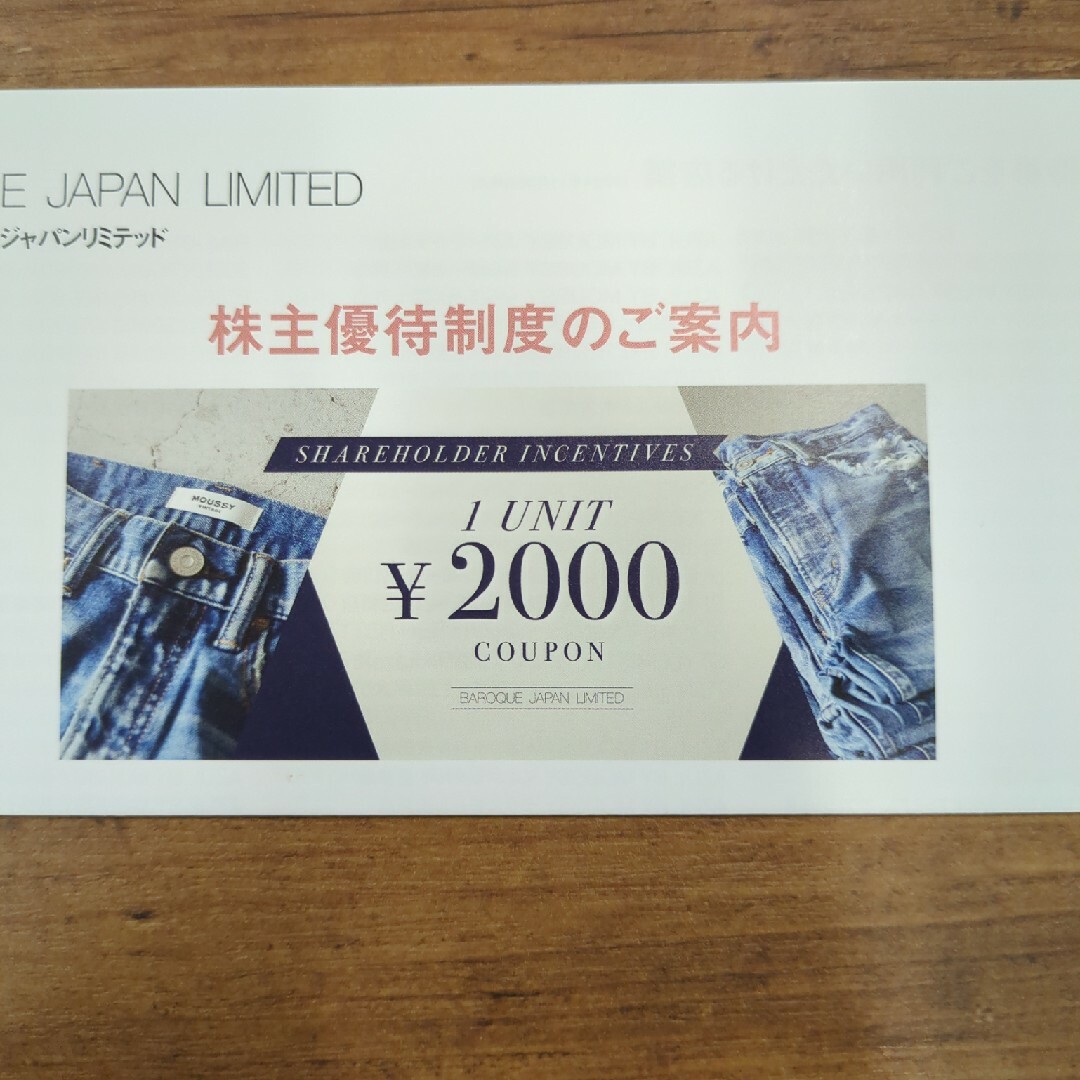 E JAPAN LIMITED
ジャパンリミテッド
株主優待制度のご案内
SHAREHOLDER INCENTIVES
MOUSSY
VINTAGE
1 UNIT
¥2000
COUPON
BAROQUE JAPAN LIMITED